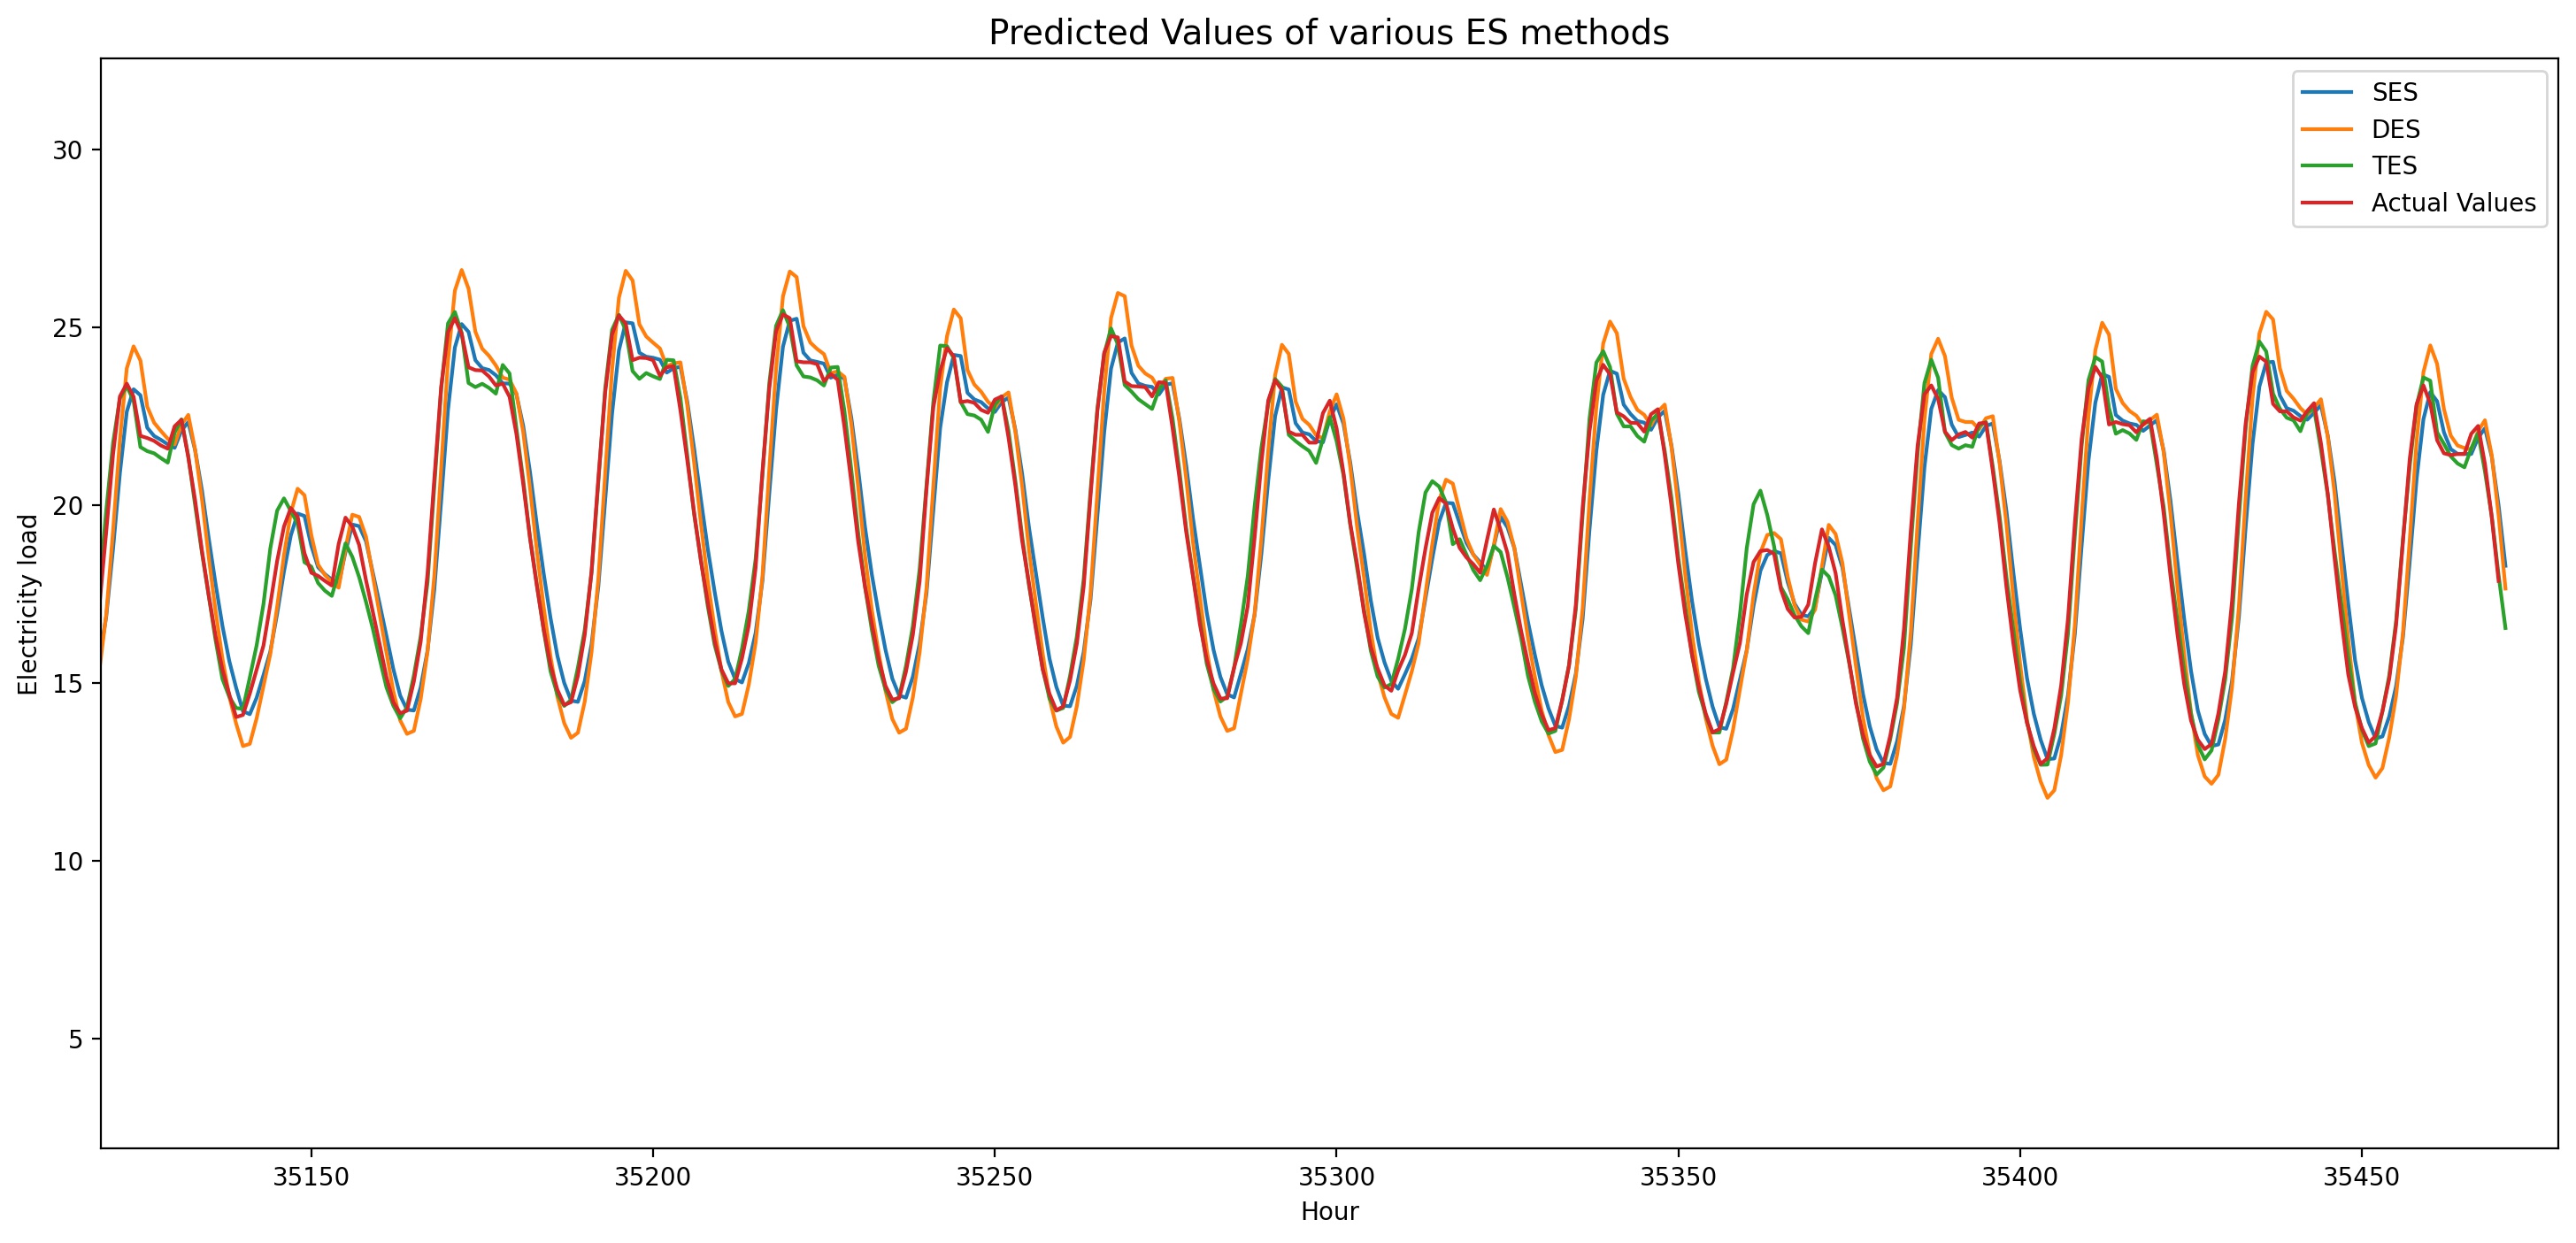 Predicted Values of various ES methods
SES
DES
TES
Actual Values
30
25
20
15
10
5
Electricity load
35150 35200 35250 35300 35350 35400 35450
Hour